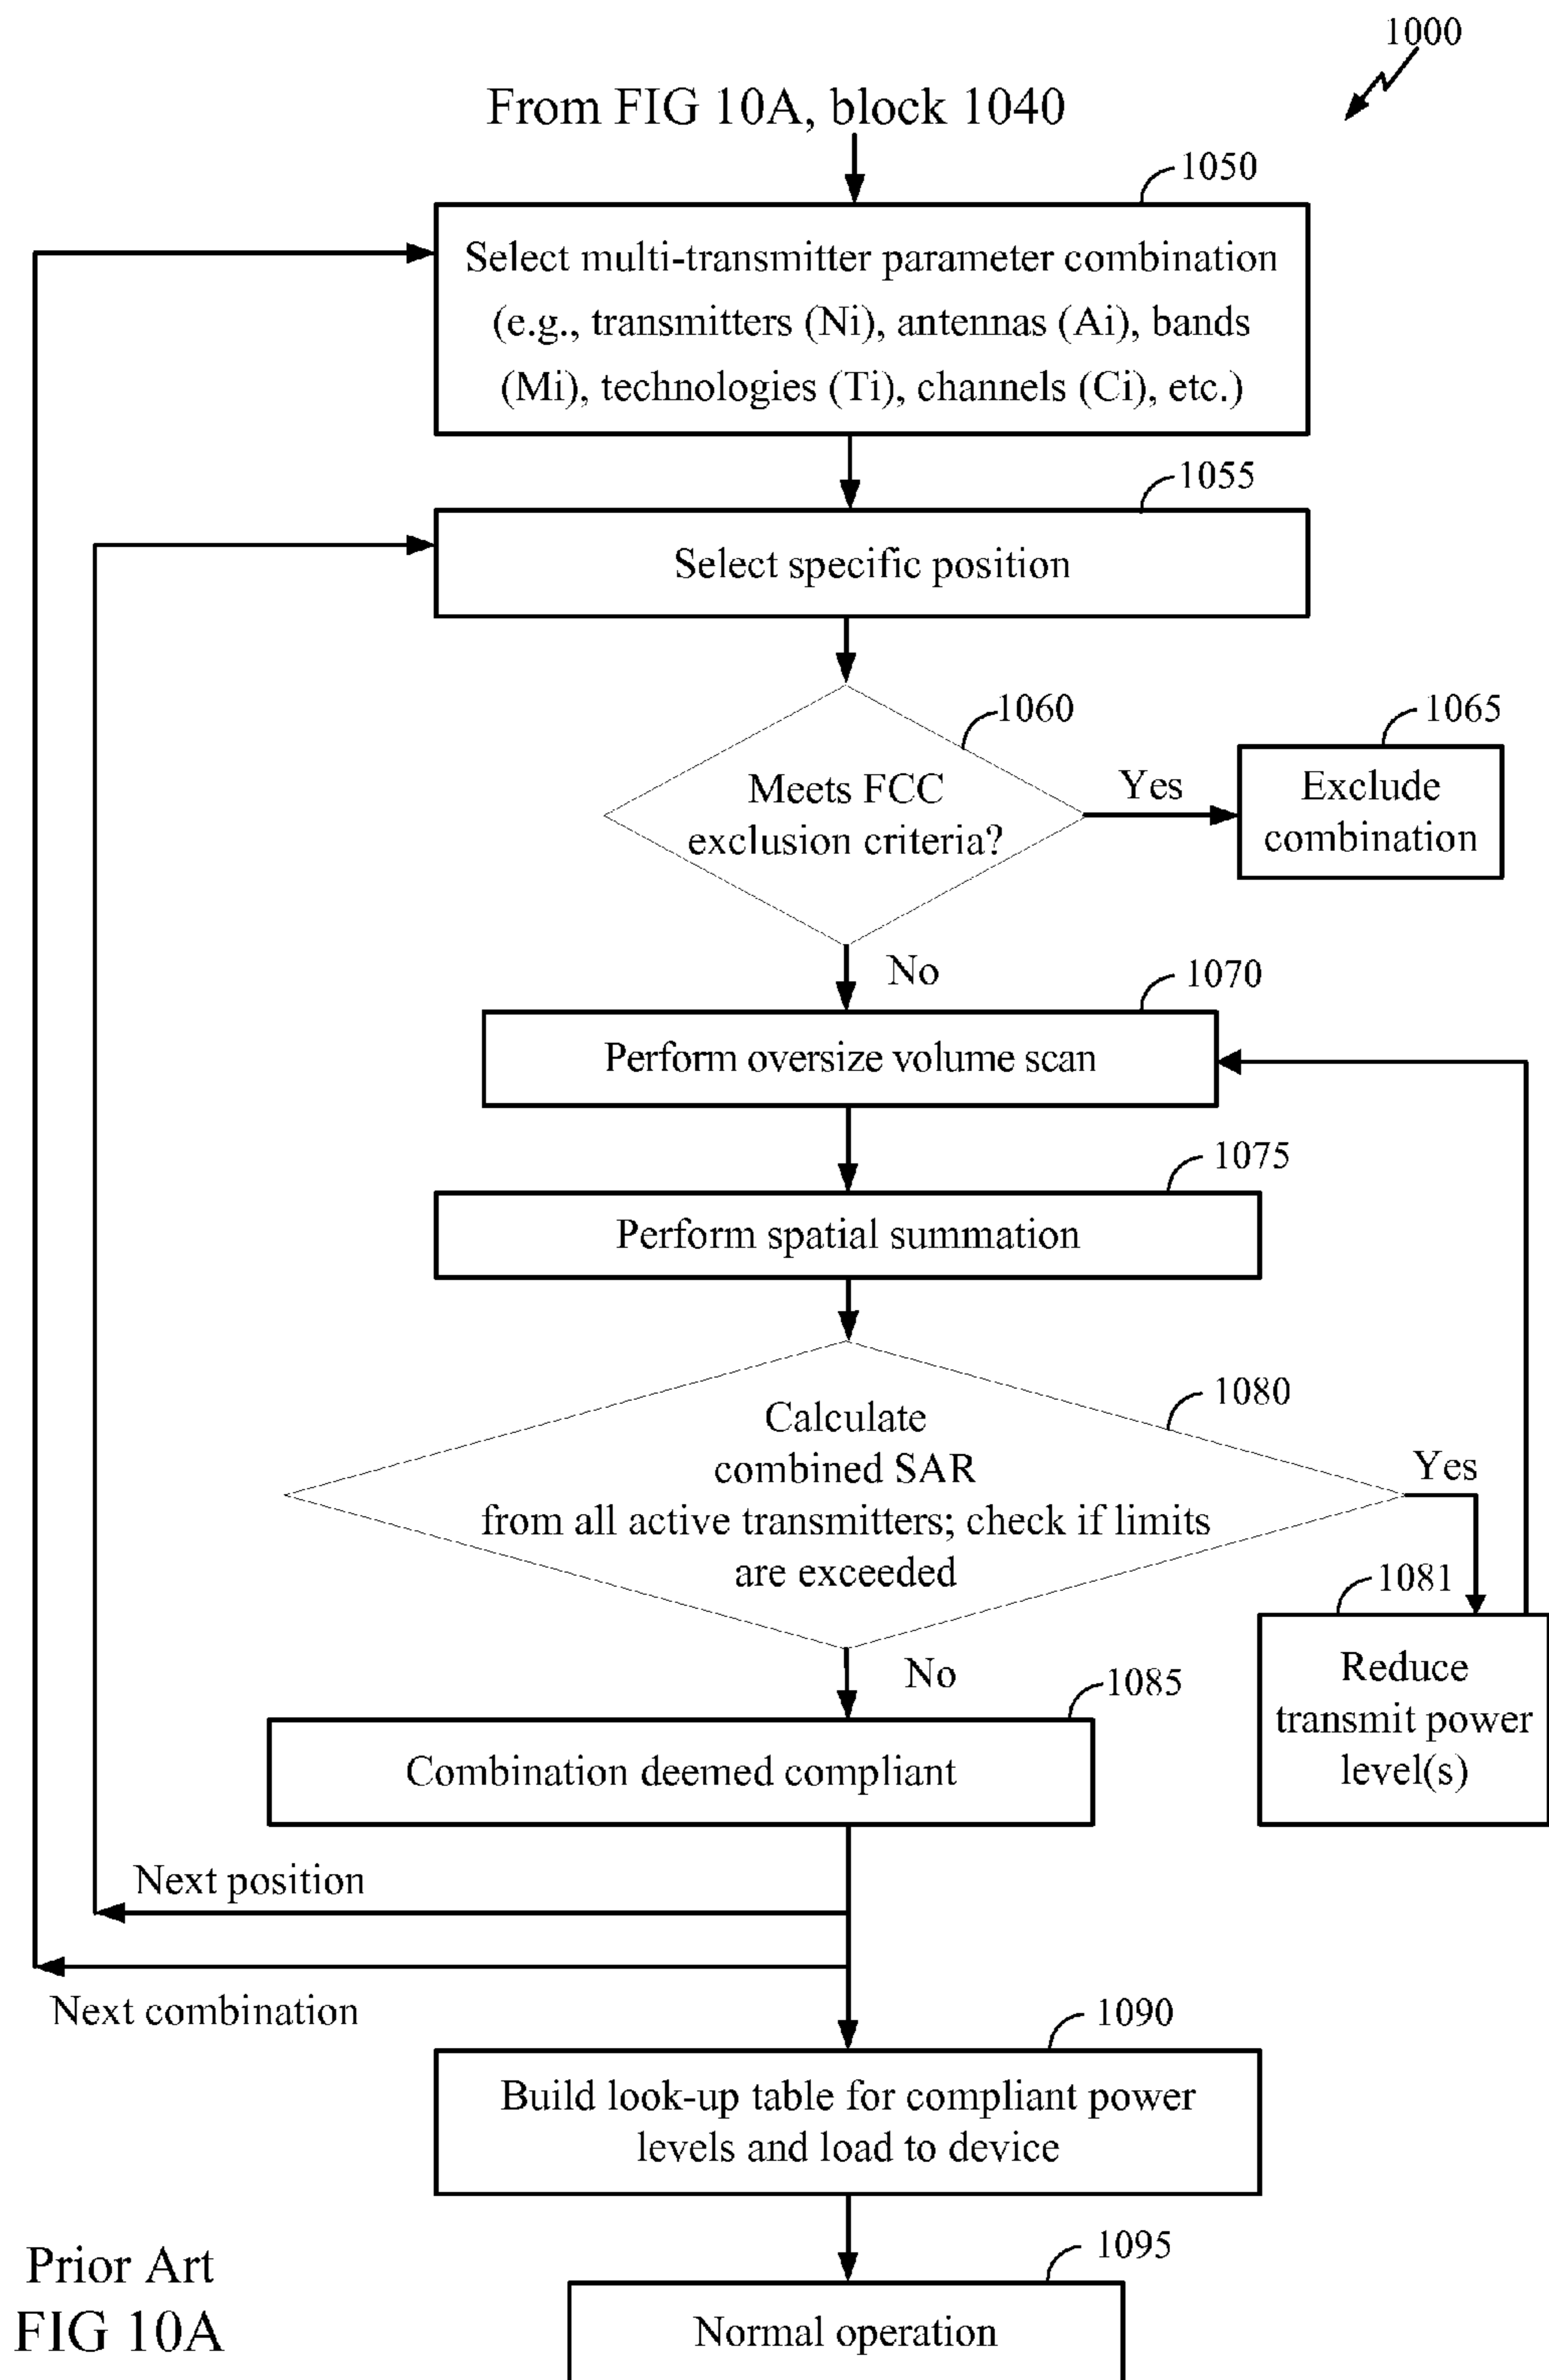 1000
From FIG 10A, block 1040
1050
Select multi-transmitter parameter combination
(e.g., transmitters (Ni), antennas (Ai), bands
(Mi), technologies (Ti), channels (Ci), etc.)
1055
Select specific position
1060
Meets FCC
exclusion criteria?
Yes
1065
Exclude
combination
No
1070
Perform oversize volume scan
1075
Perform spatial summation
1080
Calculate
combined SAR
from all active transmitters; check if limits
are exceeded
Yes
1081
Reduce
transmit power
level(s)
No
1085
Combination deemed compliant
Next position
Next combination
1090
Build look-up table for compliant power
levels and load to device
1095
Normal operation
Prior Art
FIG 10A